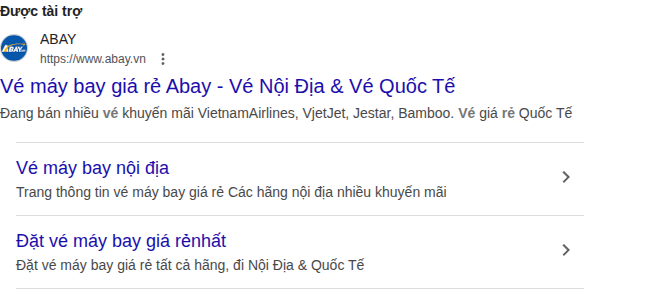 Được tài trợ
ABAY
ABAY
https://www.abay.vn
Vé máy bay giá rẻ Abay - Vé Nội Địa & Vé Quốc Tế
Đang bán nhiều vé khuyến mãi VietnamAirlines, VjetJet, Jestar, Bamboo. Vé giá rẻ Quốc Tế
Vé máy bay nội địa
Trang thông tin vé máy bay giá rẻ Các hãng nội địa nhiều khuyến mãi
Đặt vé máy bay giá rẻnhất
Đặt vé máy bay giá rẻ tất cả hãng, đi Nội Địa & Quốc Tế